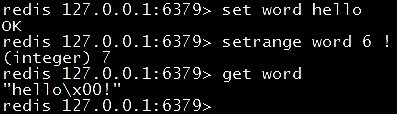 redis 127.0.0.1:6379> set word hello
OK
redis 127.0.0.1:6379> setrange word 6 !
(integer) 7
redis 127.0.0.1:6379> get word
"hello\x00!"
redis 127.0.0.1:6379>